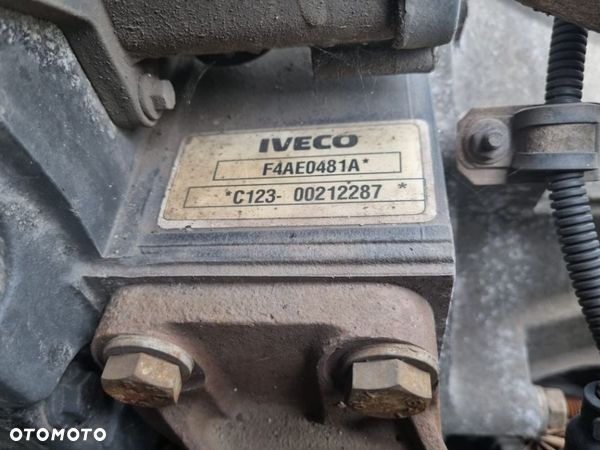 IVECO
F4AE0481A*
*C123- 00212287 *
OTOMOTO